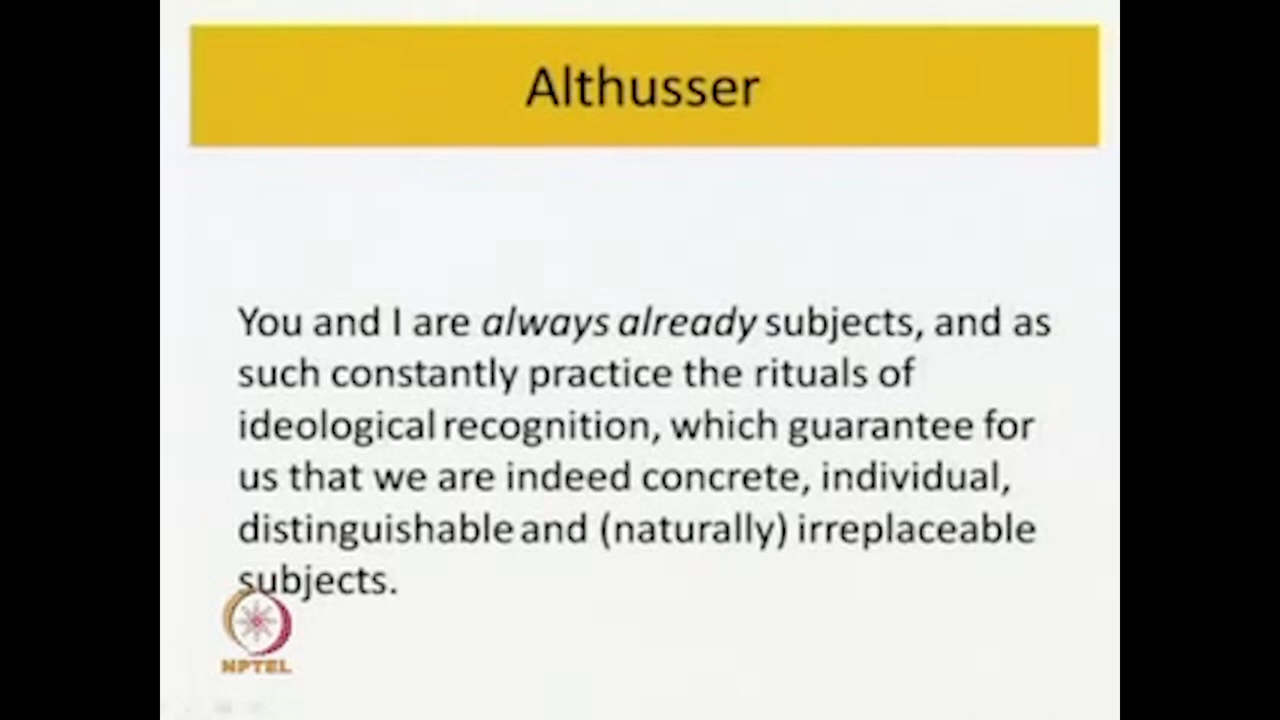 Althusser
You and I are always already subjects, and as
such constantly practice the rituals of
ideological recognition, which guarantee for
us that we are indeed concrete, individual,
distinguishable and (naturally) irreplaceable
subjects.
NPTEL